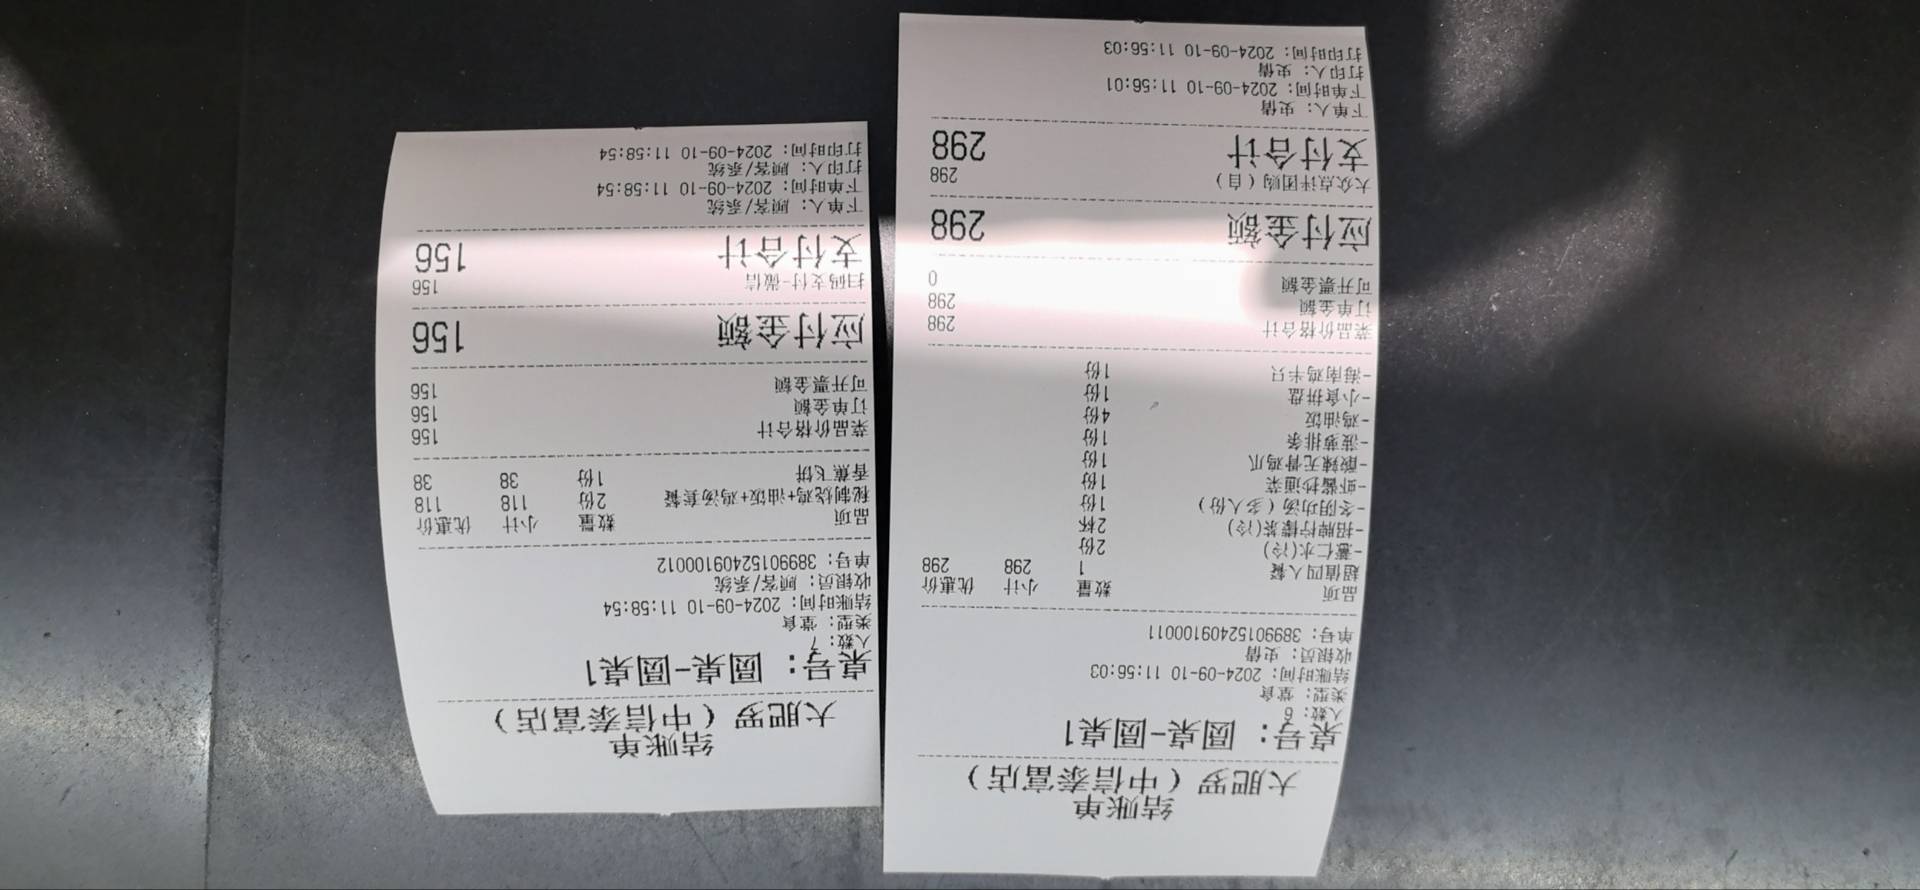 结账单
大肥罗（中信泰富店）
桌号：圆桌-圆桌1
人数：7
类型：堂食
结账时间：2024-09-10 11:58:54
收银员：顾客/系统
单号：3899015240910​0012
品项 数量 小计 优惠价
秘制烧鸡+油饭+鸡汤套餐 2份 118 118
香蕉飞饼 1份 38 38
菜品价格合计 156
订单金额 156
可开票金额 156
应付金额 156
扫码支付-微信 156
支付合计 156
下单人：顾客/系统
下单时间：2024-09-10 11:58:54
打印人：顾客/系统
打印时间：2024-09-10 11:58:54
结账单
大肥罗（中信泰富店）
桌号：圆桌-圆桌1
人数：6
类型：堂食
结账时间：2024-09-10 11:56:03
收银员：史倩
单号：38990152409100011
品项 数量 小计 优惠价
超值四人餐 1 298 298
-薏仁水(冷) 2份
-招牌柠檬茶(冷) 2杯
-冬阴功汤（多人份） 1份
-虾酱抄通菜 1份
-酸辣无骨鸡爪 1份
-菠萝排条 1份
-鸡油饭 4份
-小食拼盘 1份
-海南鸡半只 1份
菜品价格合计 298
订单金额 298
可开票金额 0
应付金额 298
大众点评团购（自） 298
支付合计 298
下单人：史倩
下单时间：2024-09-10 11:56:01
打印人：史倩
打印时间：2024-09-10 11:56:03